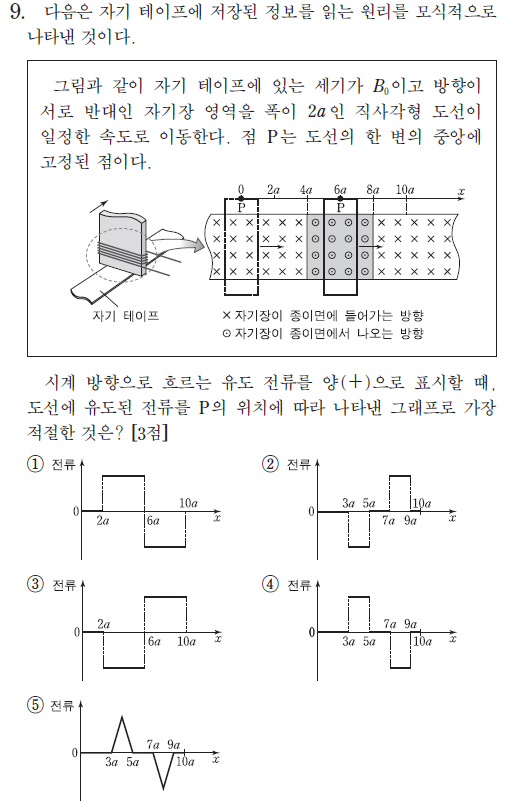 9. 다음은 자기 테이프에 저장된 정보를 읽는 원리를 모식적으로
나타낸 것이다.
그림과 같이 자기 테이프에 있는 세기가 B₀이고 방향이
서로 반대인 자기장 영역을 폭이 2a인 직사각형 도선이
일정한 속도로 이동한다. 점 P는 도선의 한 변의 중앙에
고정된 점이다.
0 2a 4a 6a 8a 10a x
P P
자기 테이프
× 자기장이 종이면에 들어가는 방향
⊙ 자기장이 종이면에서 나오는 방향
시계 방향으로 흐르는 유도 전류를 양(+)으로 표시할 때,
도선에 유도된 전류를 P의 위치에 따라 나타낸 그래프로 가장
적절한 것은? [3점]
① 전류
0 2a 6a 10a x
② 전류
0 3a 5a 7a 9a 10a x
③ 전류
0 2a 6a 10a x
④ 전류
0 3a 5a 7a 9a 10a x
⑤ 전류
0 3a 5a 7a 9a 10a x